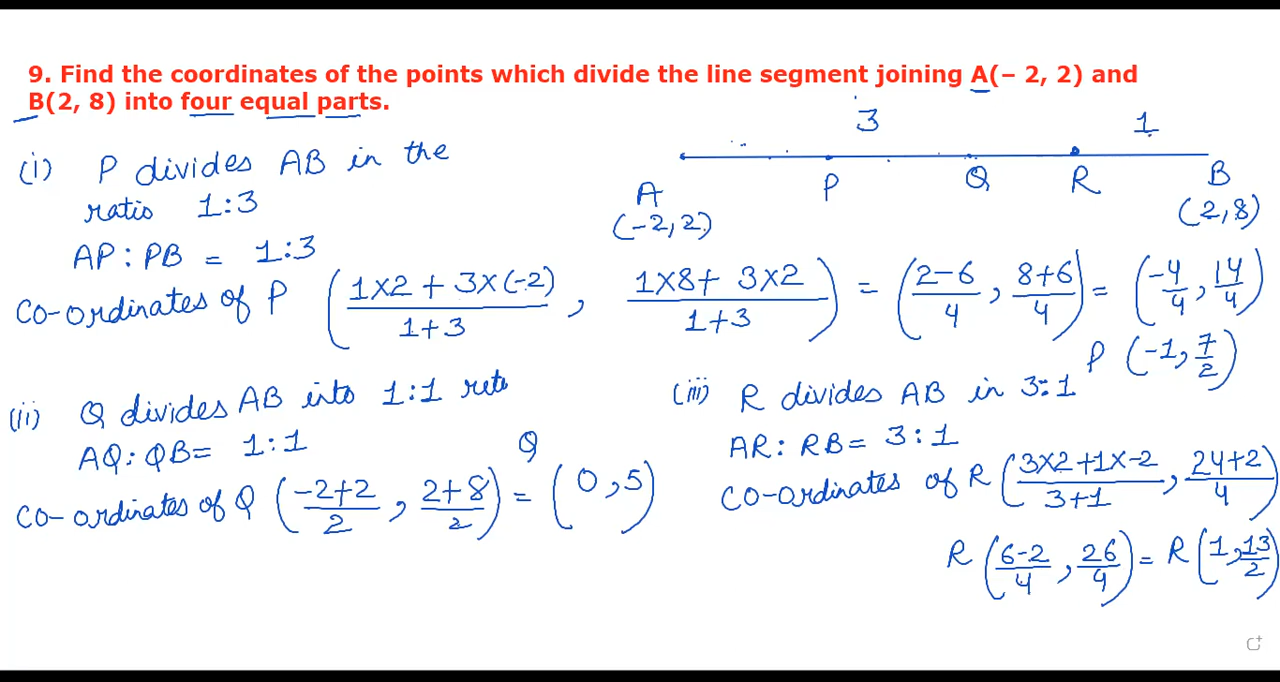 9. Find the coordinates of the points which divide the line segment joining A(– 2, 2) and
B(2, 8) into four equal parts.
3 1
A P Q R B
(-2, 2) (2, 8)
(i) P divides AB in the
ratio 1:3
AP : PB = 1:3
Co-ordinates of P (1×2 + 3×(-2)/1+3 , 1×8+ 3×2/1+3) = (2-6/4 , 8+6/4) = (-4/4 , 14/4)
P (-1, 7/2)
(ii) Q divides AB into 1:1
AQ: QB= 1:1
Co-ordinates of Q (-2+2/2 , 2+8/2) = Q (0, 5)
(iii) R divides AB in 3:1
AR: RB= 3:1
Co-ordinates of R (3×2+1×-2/3+1 , 24+2/4)
R (6-2/4 , 26/4) = R (1, 13/2)